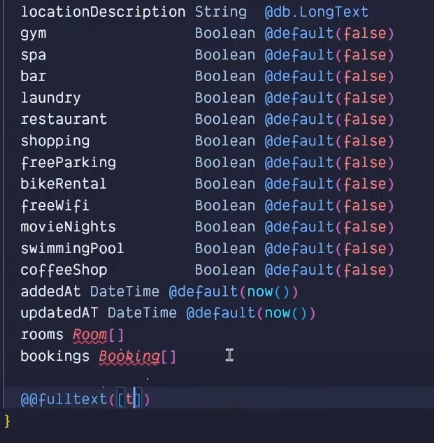 locationDescription String @db.LongText
gym Boolean @default(false)
spa Boolean @default(false)
bar Boolean @default(false)
laundry Boolean @default(false)
restaurant Boolean @default(false)
shopping Boolean @default(false)
freeParking Boolean @default(false)
bikeRental Boolean @default(false)
freeWifi Boolean @default(false)
movieNights Boolean @default(false)
swimmingPool Boolean @default(false)
coffeeShop Boolean @default(false)
addedAt DateTime @default(now())
updatedAT DateTime @default(now())
rooms Room[]
bookings Booking[]
@@fulltext([t])
}